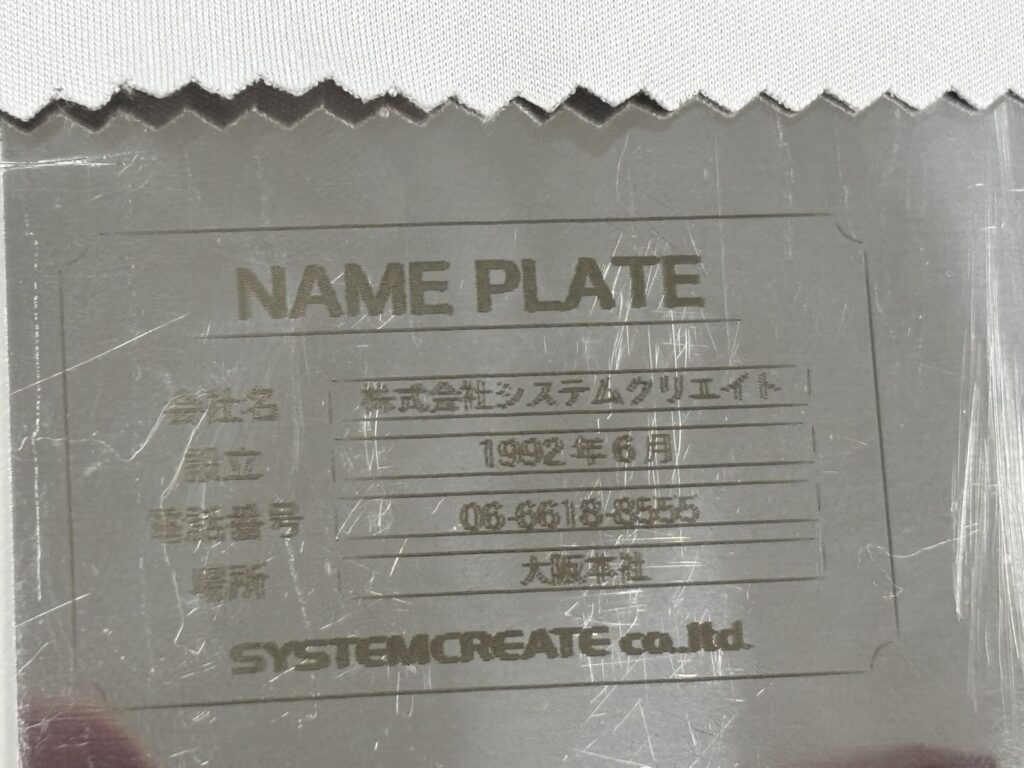 NAME PLATE
会社名 株式会社システムクリエイト
設立 1992年6月
電話番号 06-6618-8555
場所 大阪本社
SYSTEMCREATE co.,ltd.